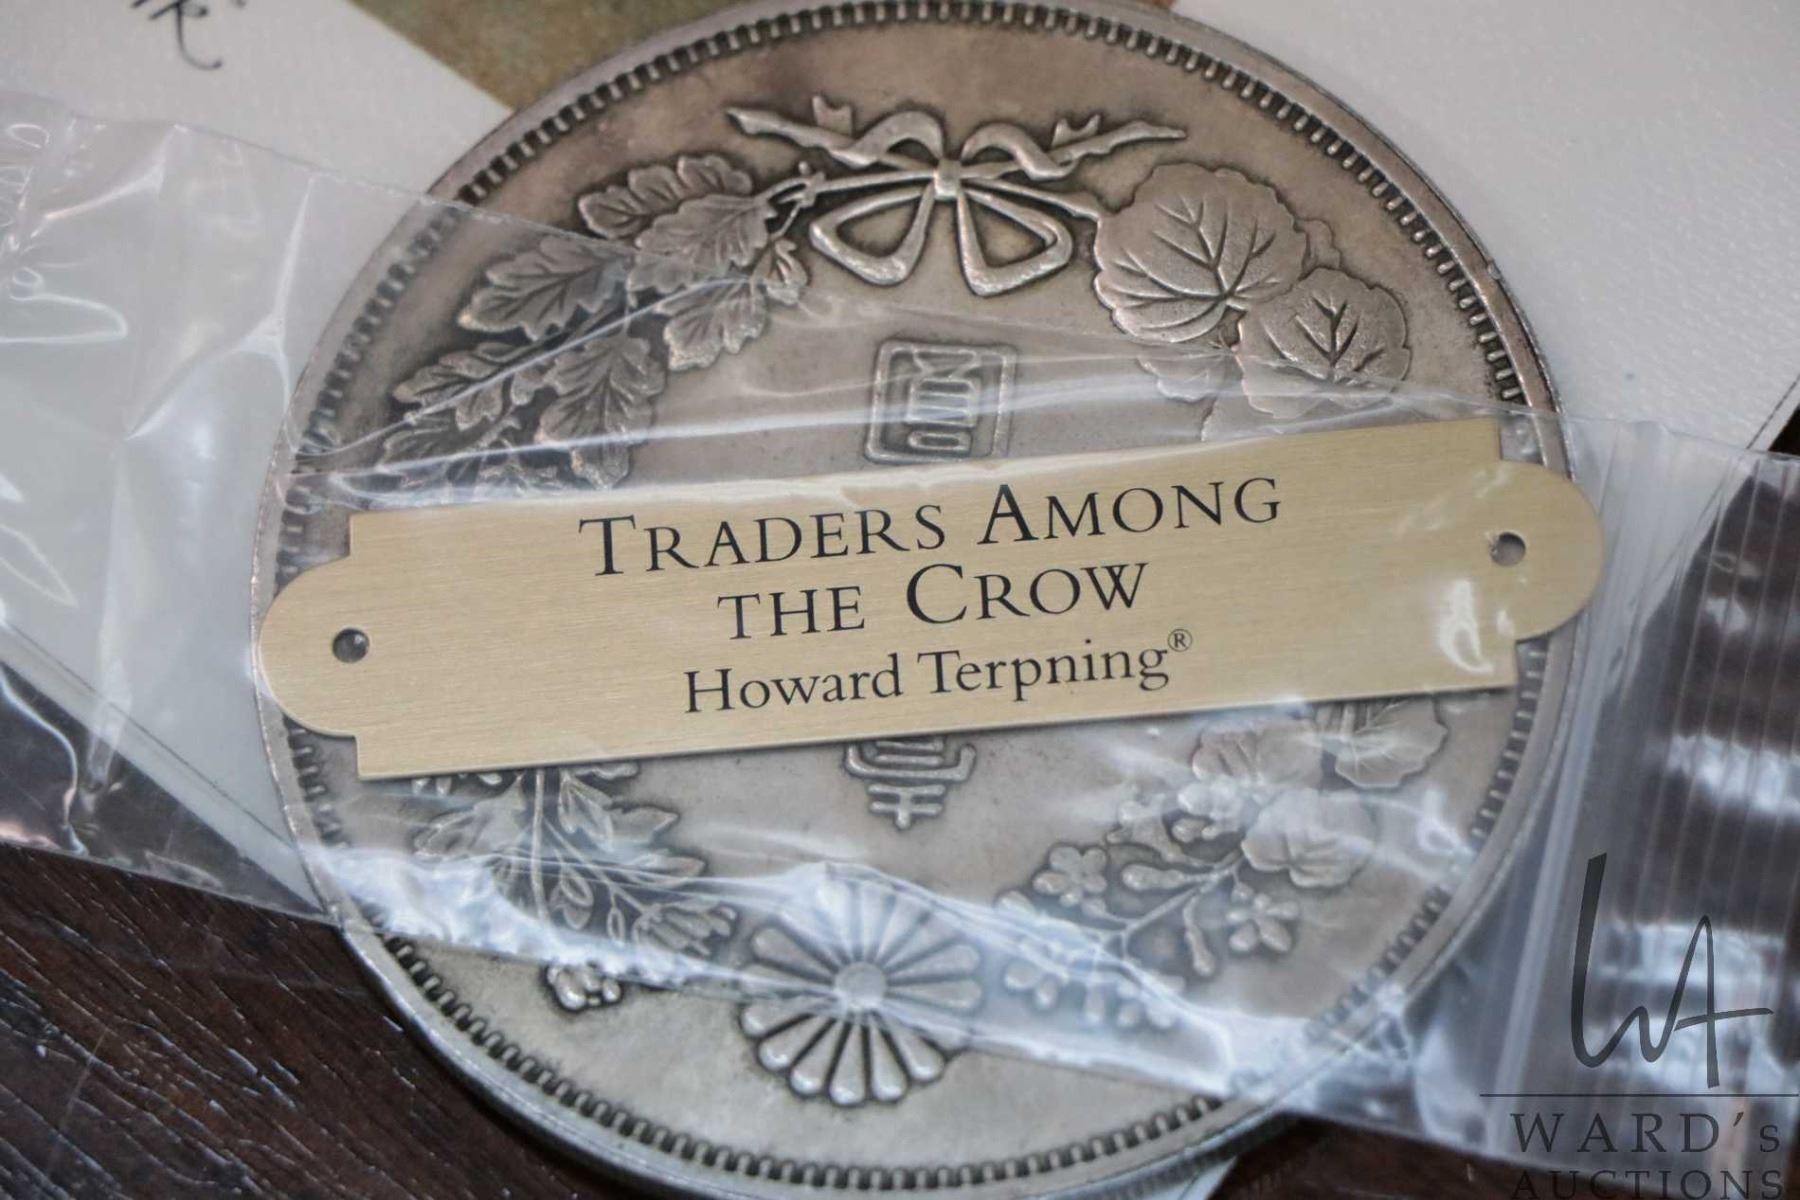 TRADERS AMONG
THE CROW
Howard Terpning®
WARD's
AUCTIONS